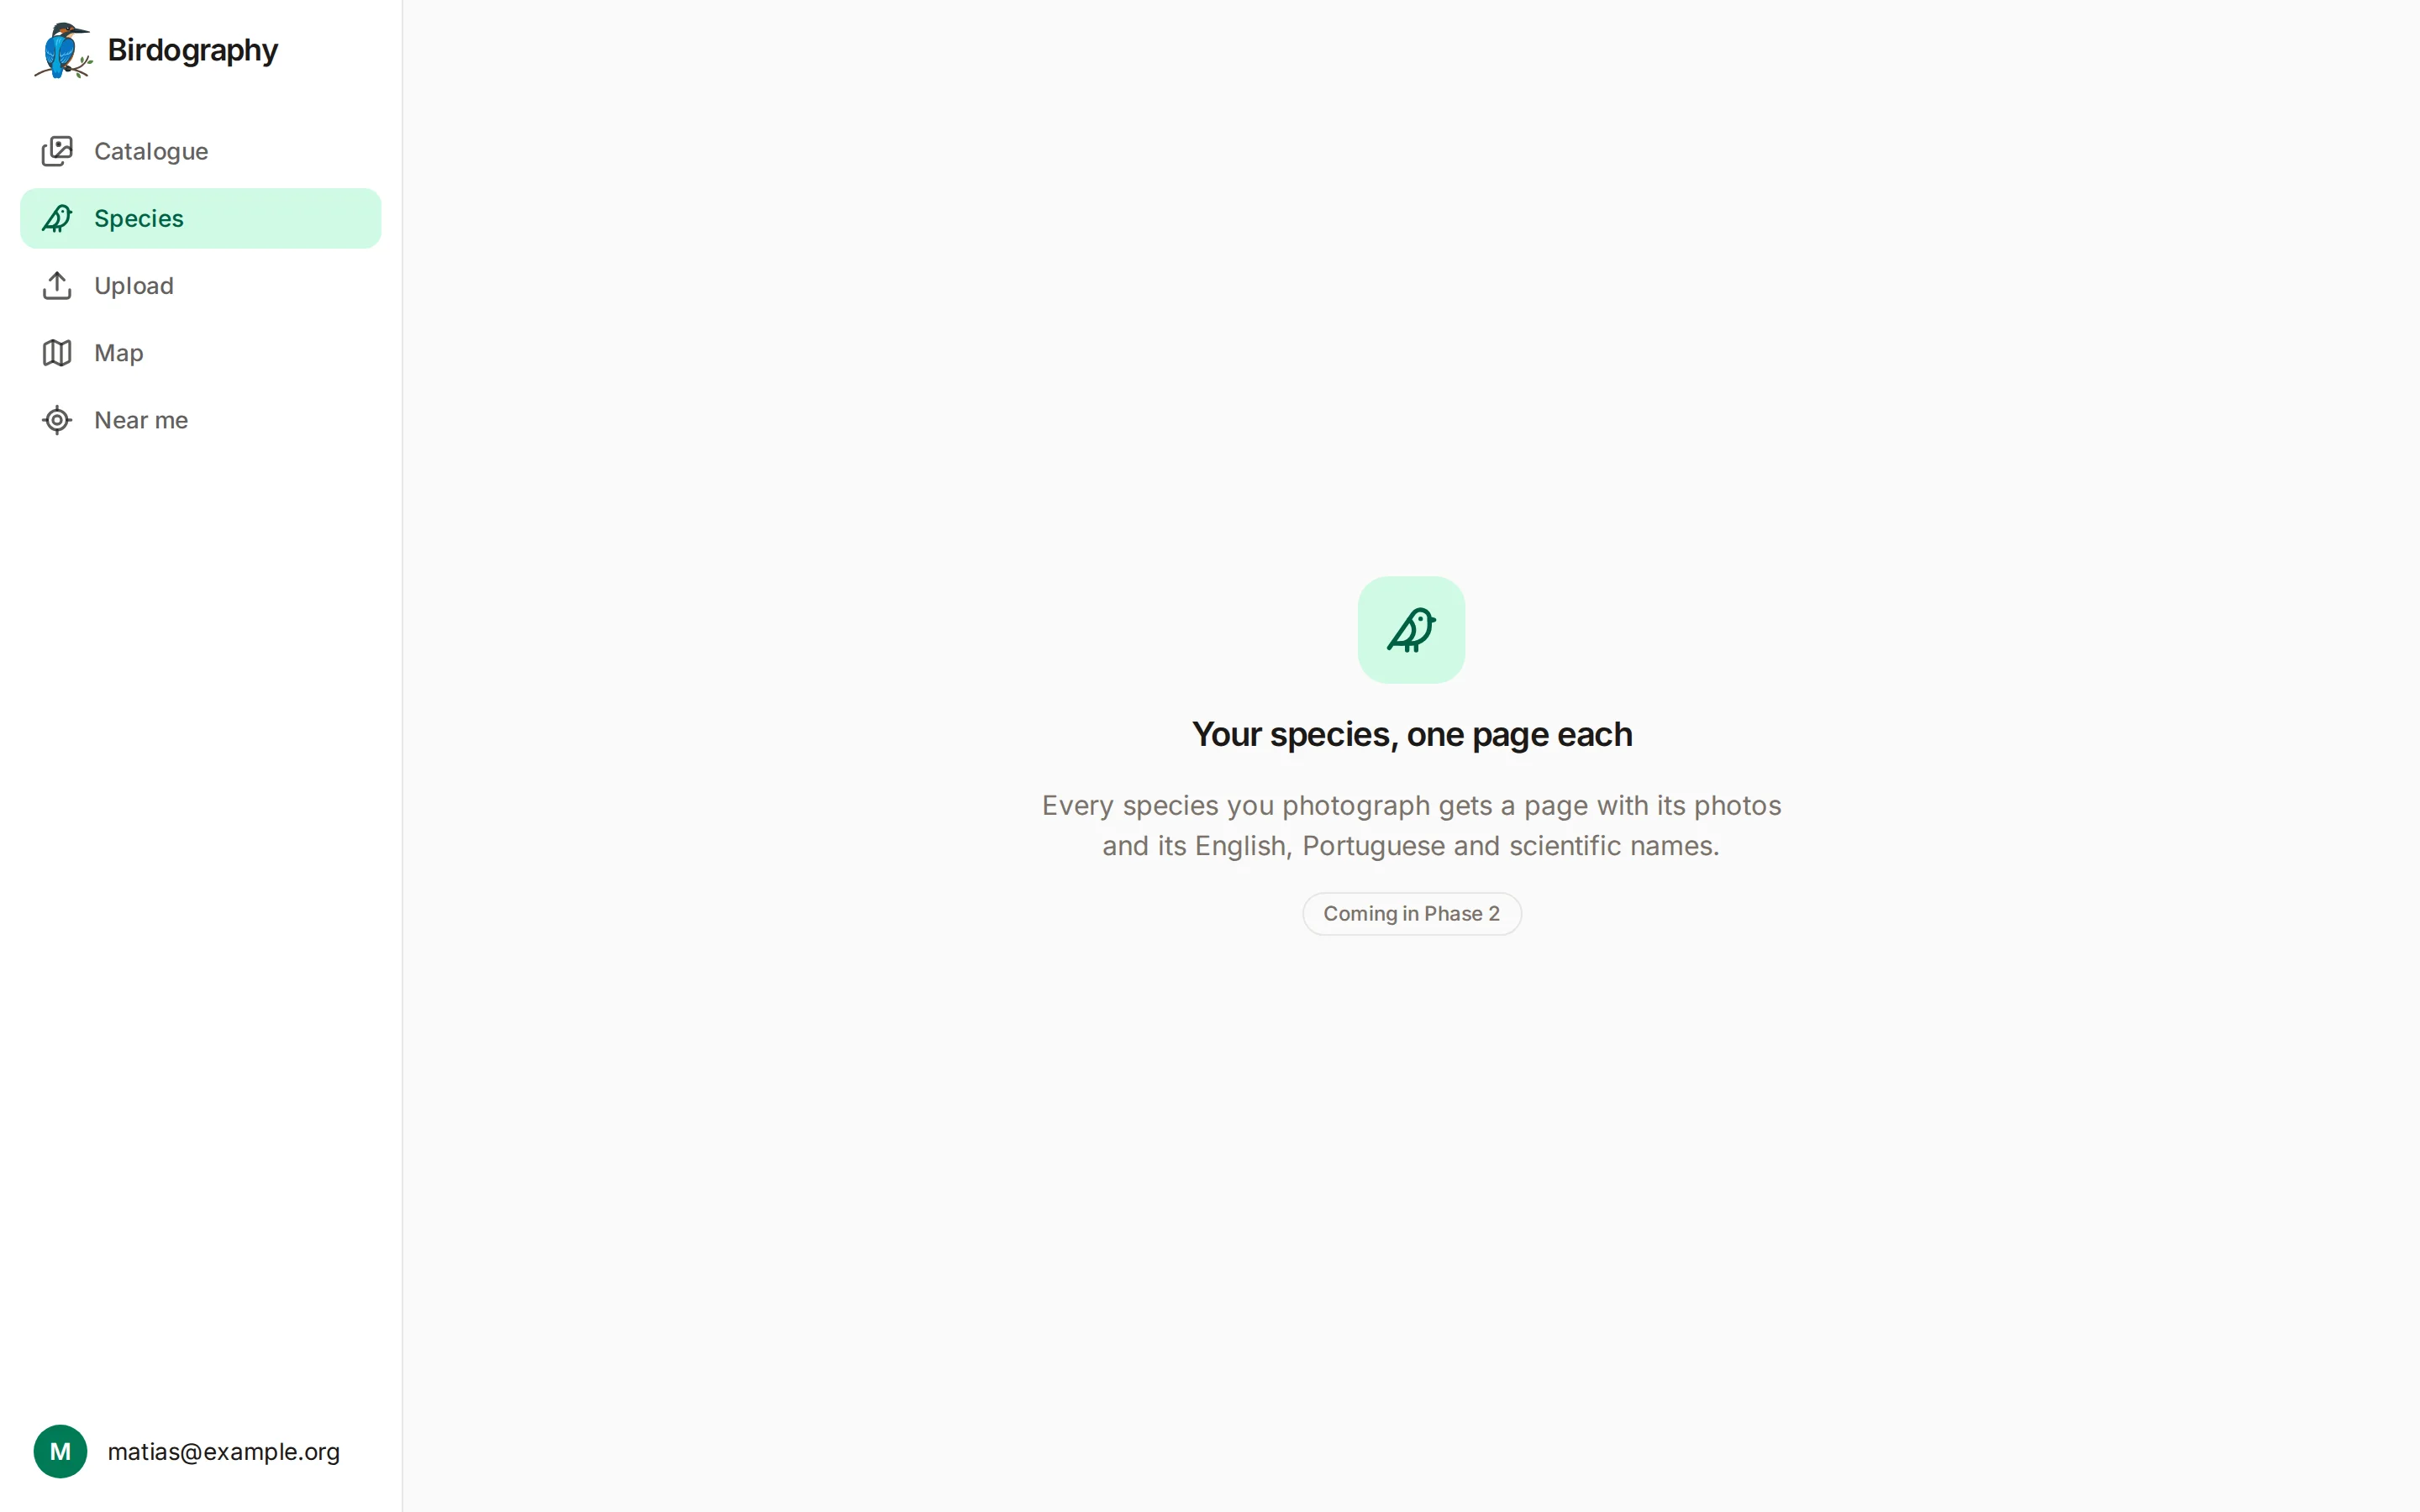 Birdography
Catalogue
Species
Upload
Map
Near me
Your species, one page each
Every species you photograph gets a page with its photos
and its English, Portuguese and scientific names.
Coming in Phase 2
M
matias@example.org